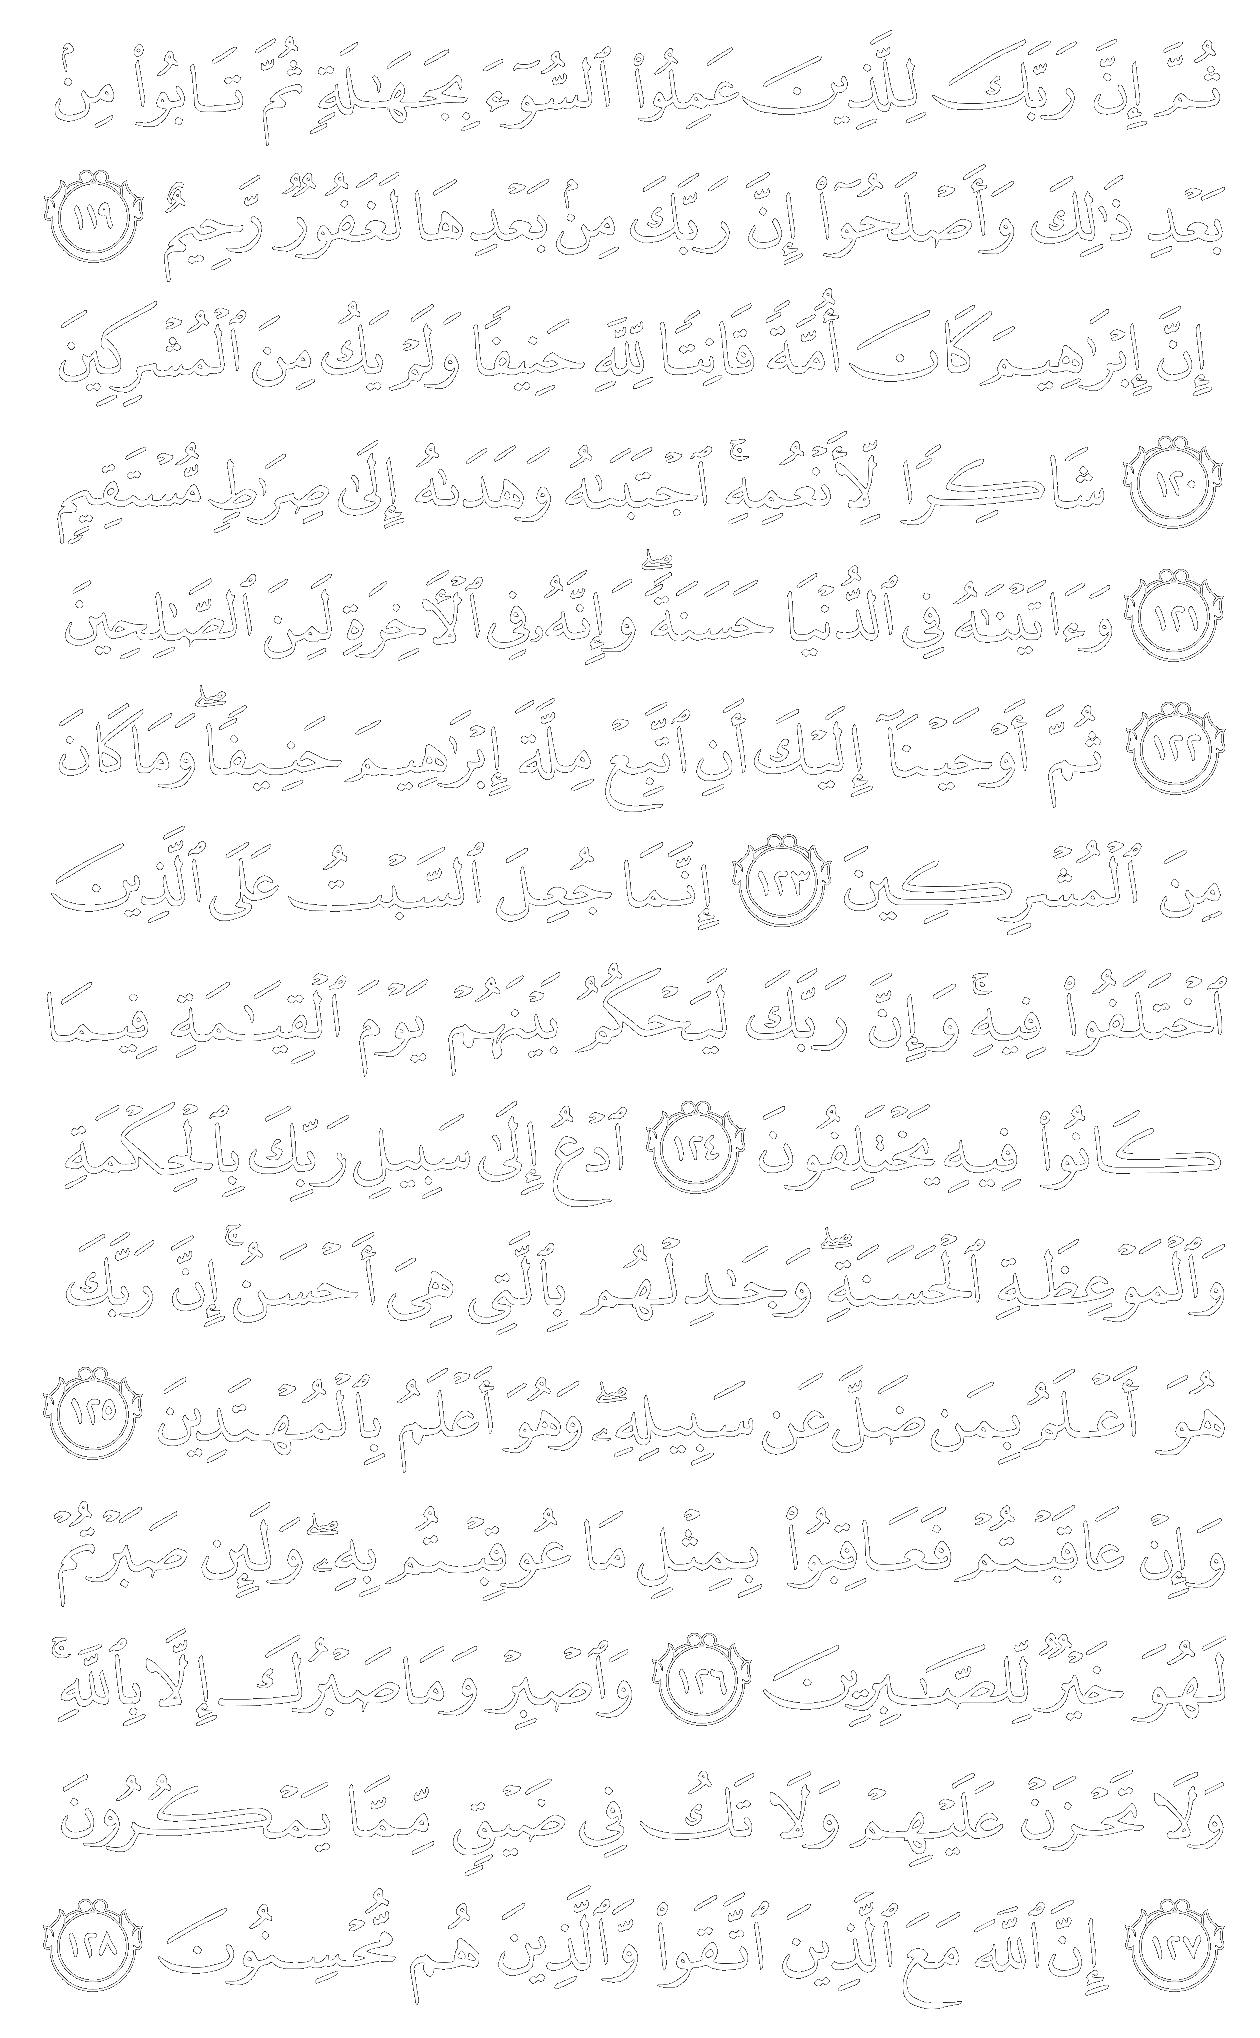 ثُمَّ إِنَّ رَبَّكَ لِلَّذِينَ عَمِلُوا۟ ٱلسُّوٓءَ بِجَهَـٰلَةٍ ثُمَّ تَابُوا۟ مِنۢ
بَعْدِ ذَٰلِكَ وَأَصْلَحُوٓا۟ إِنَّ رَبَّكَ مِنۢ بَعْدِهَا لَغَفُورٌ رَّحِيمٌ ١١٩
إِنَّ إِبْرَٰهِيمَ كَانَ أُمَّةً قَانِتًا لِّلَّهِ حَنِيفًا وَلَمْ يَكُ مِنَ ٱلْمُشْرِكِينَ
١٢٠ شَاكِرًا لِّأَنْعُمِهِ ۚ ٱجْتَبَىٰهُ وَهَدَىٰهُ إِلَىٰ صِرَٰطٍ مُّسْتَقِيمٍ
١٢١ وَءَاتَيْنَـٰهُ فِى ٱلدُّنْيَا حَسَنَةً ۖ وَإِنَّهُۥ فِى ٱلْـَٔاخِرَةِ لَمِنَ ٱلصَّـٰلِحِينَ
١٢٢ ثُمَّ أَوْحَيْنَآ إِلَيْكَ أَنِ ٱتَّبِعْ مِلَّةَ إِبْرَٰهِيمَ حَنِيفًا ۖ وَمَا كَانَ
مِنَ ٱلْمُشْرِكِينَ ١٢٣ إِنَّمَا جُعِلَ ٱلسَّبْتُ عَلَى ٱلَّذِينَ
ٱخْتَلَفُوا۟ فِيهِ ۚ وَإِنَّ رَبَّكَ لَيَحْكُمُ بَيْنَهُمْ يَوْمَ ٱلْقِيَـٰمَةِ فِيمَا
كَانُوا۟ فِيهِ يَخْتَلِفُونَ ١٢٤ ٱدْعُ إِلَىٰ سَبِيلِ رَبِّكَ بِٱلْحِكْمَةِ
وَٱلْمَوْعِظَةِ ٱلْحَسَنَةِ ۖ وَجَـٰدِلْهُم بِٱلَّتِى هِىَ أَحْسَنُ ۚ إِنَّ رَبَّكَ
هُوَ أَعْلَمُ بِمَن ضَلَّ عَن سَبِيلِهِۦ ۖ وَهُوَ أَعْلَمُ بِٱلْمُهْتَدِينَ ١٢٥
وَإِنْ عَاقَبْتُمْ فَعَاقِبُوا۟ بِمِثْلِ مَا عُوقِبْتُم بِهِۦ ۖ وَلَئِن صَبَرْتُمْ
لَهُوَ خَيْرٌ لِّلصَّـٰبِرِينَ ١٢٦ وَٱصْبِرْ وَمَا صَبْرُكَ إِلَّا بِٱللَّهِ ۚ
وَلَا تَحْزَنْ عَلَيْهِمْ وَلَا تَكُ فِى ضَيْقٍ مِّمَّا يَمْكُرُونَ
١٢٧ إِنَّ ٱللَّهَ مَعَ ٱلَّذِينَ ٱتَّقَوا۟ وَّٱلَّذِينَ هُم مُّحْسِنُونَ ١٢٨